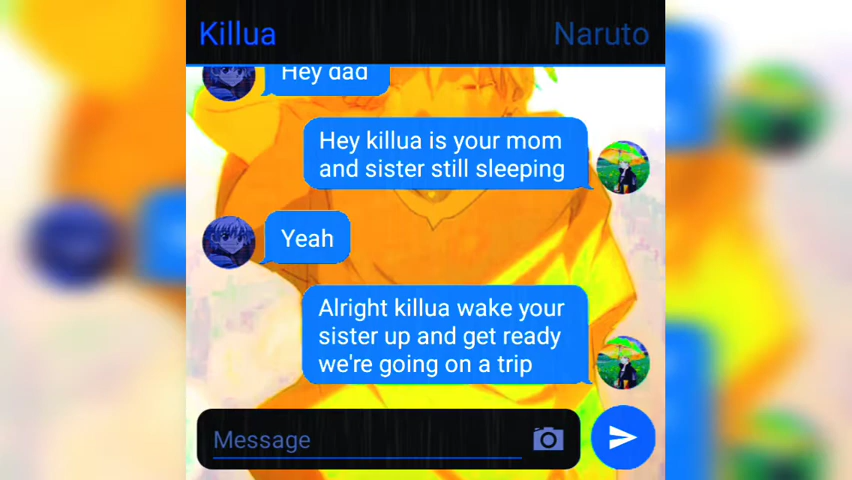 Killua
Naruto
Hey dad
Hey killua is your mom
and sister still sleeping
Yeah
Alright killua wake your
sister up and get ready
we're going on a trip
Message